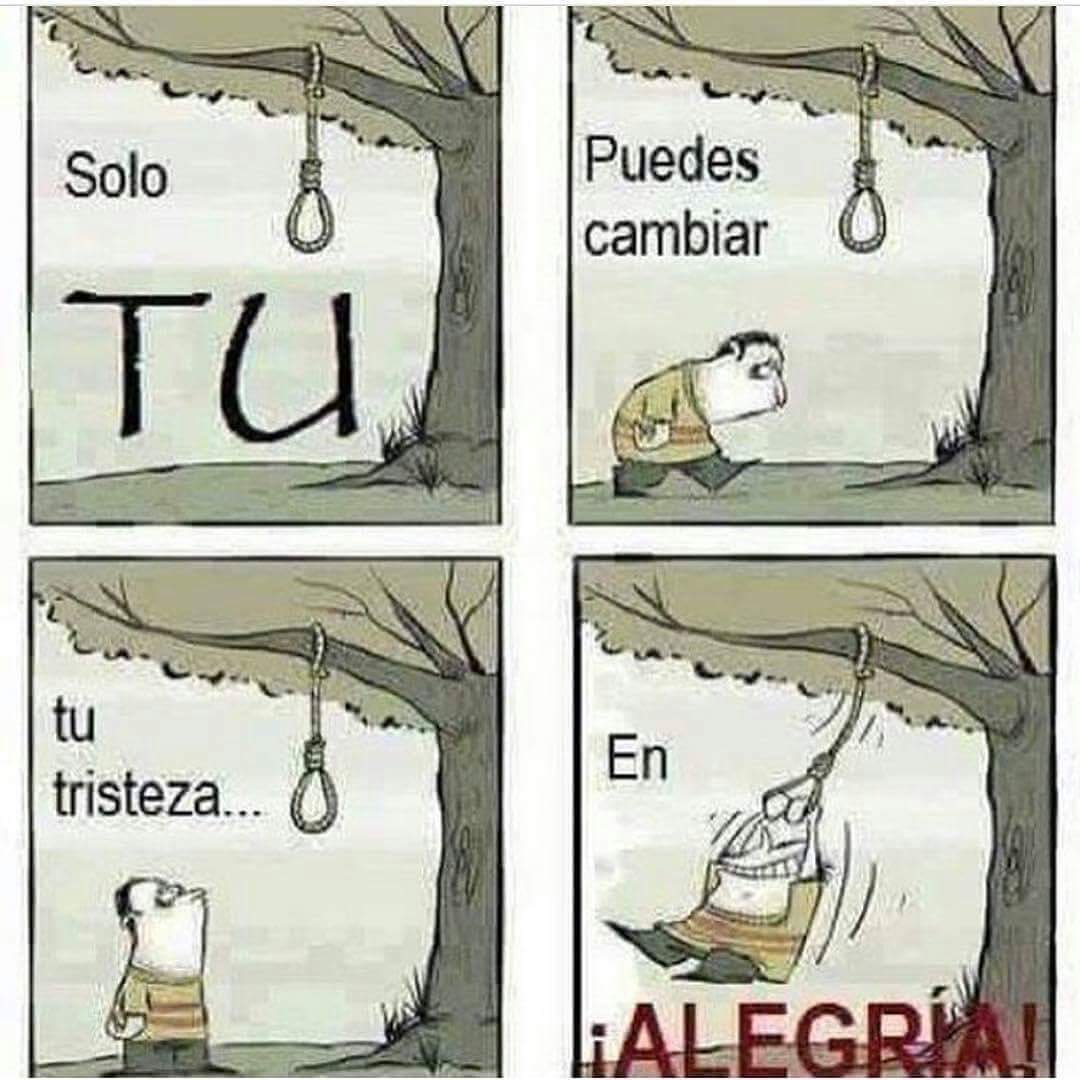 Solo
TU
Puedes
cambiar
tu
tristeza...
En
¡ALEGRÍA!